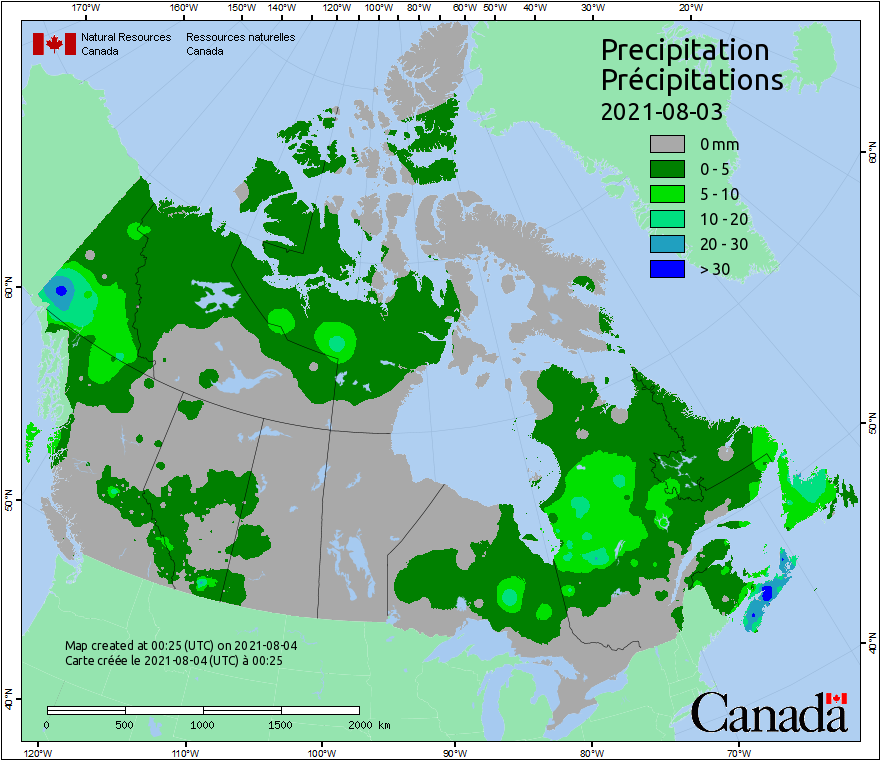 170°W 160°W 150°W 140°W 120°W 100°W 80°W 60°W 50°W 40°W 30°W 20°W
Natural Resources Ressources naturelles
Canada Canada
Precipitation
Précipitations
2021-08-03
0 mm
0 - 5
5 - 10
10 - 20
20 - 30
> 30
60°N
60°N
50°N
50°N
40°N
40°N
Map created at 00:25 (UTC) on 2021-08-04
Carte créée le 2021-08-04 (UTC) à 00:25
0 500 1000 1500 2000 km
Canada
120°W 110°W 100°W 90°W 80°W 70°W